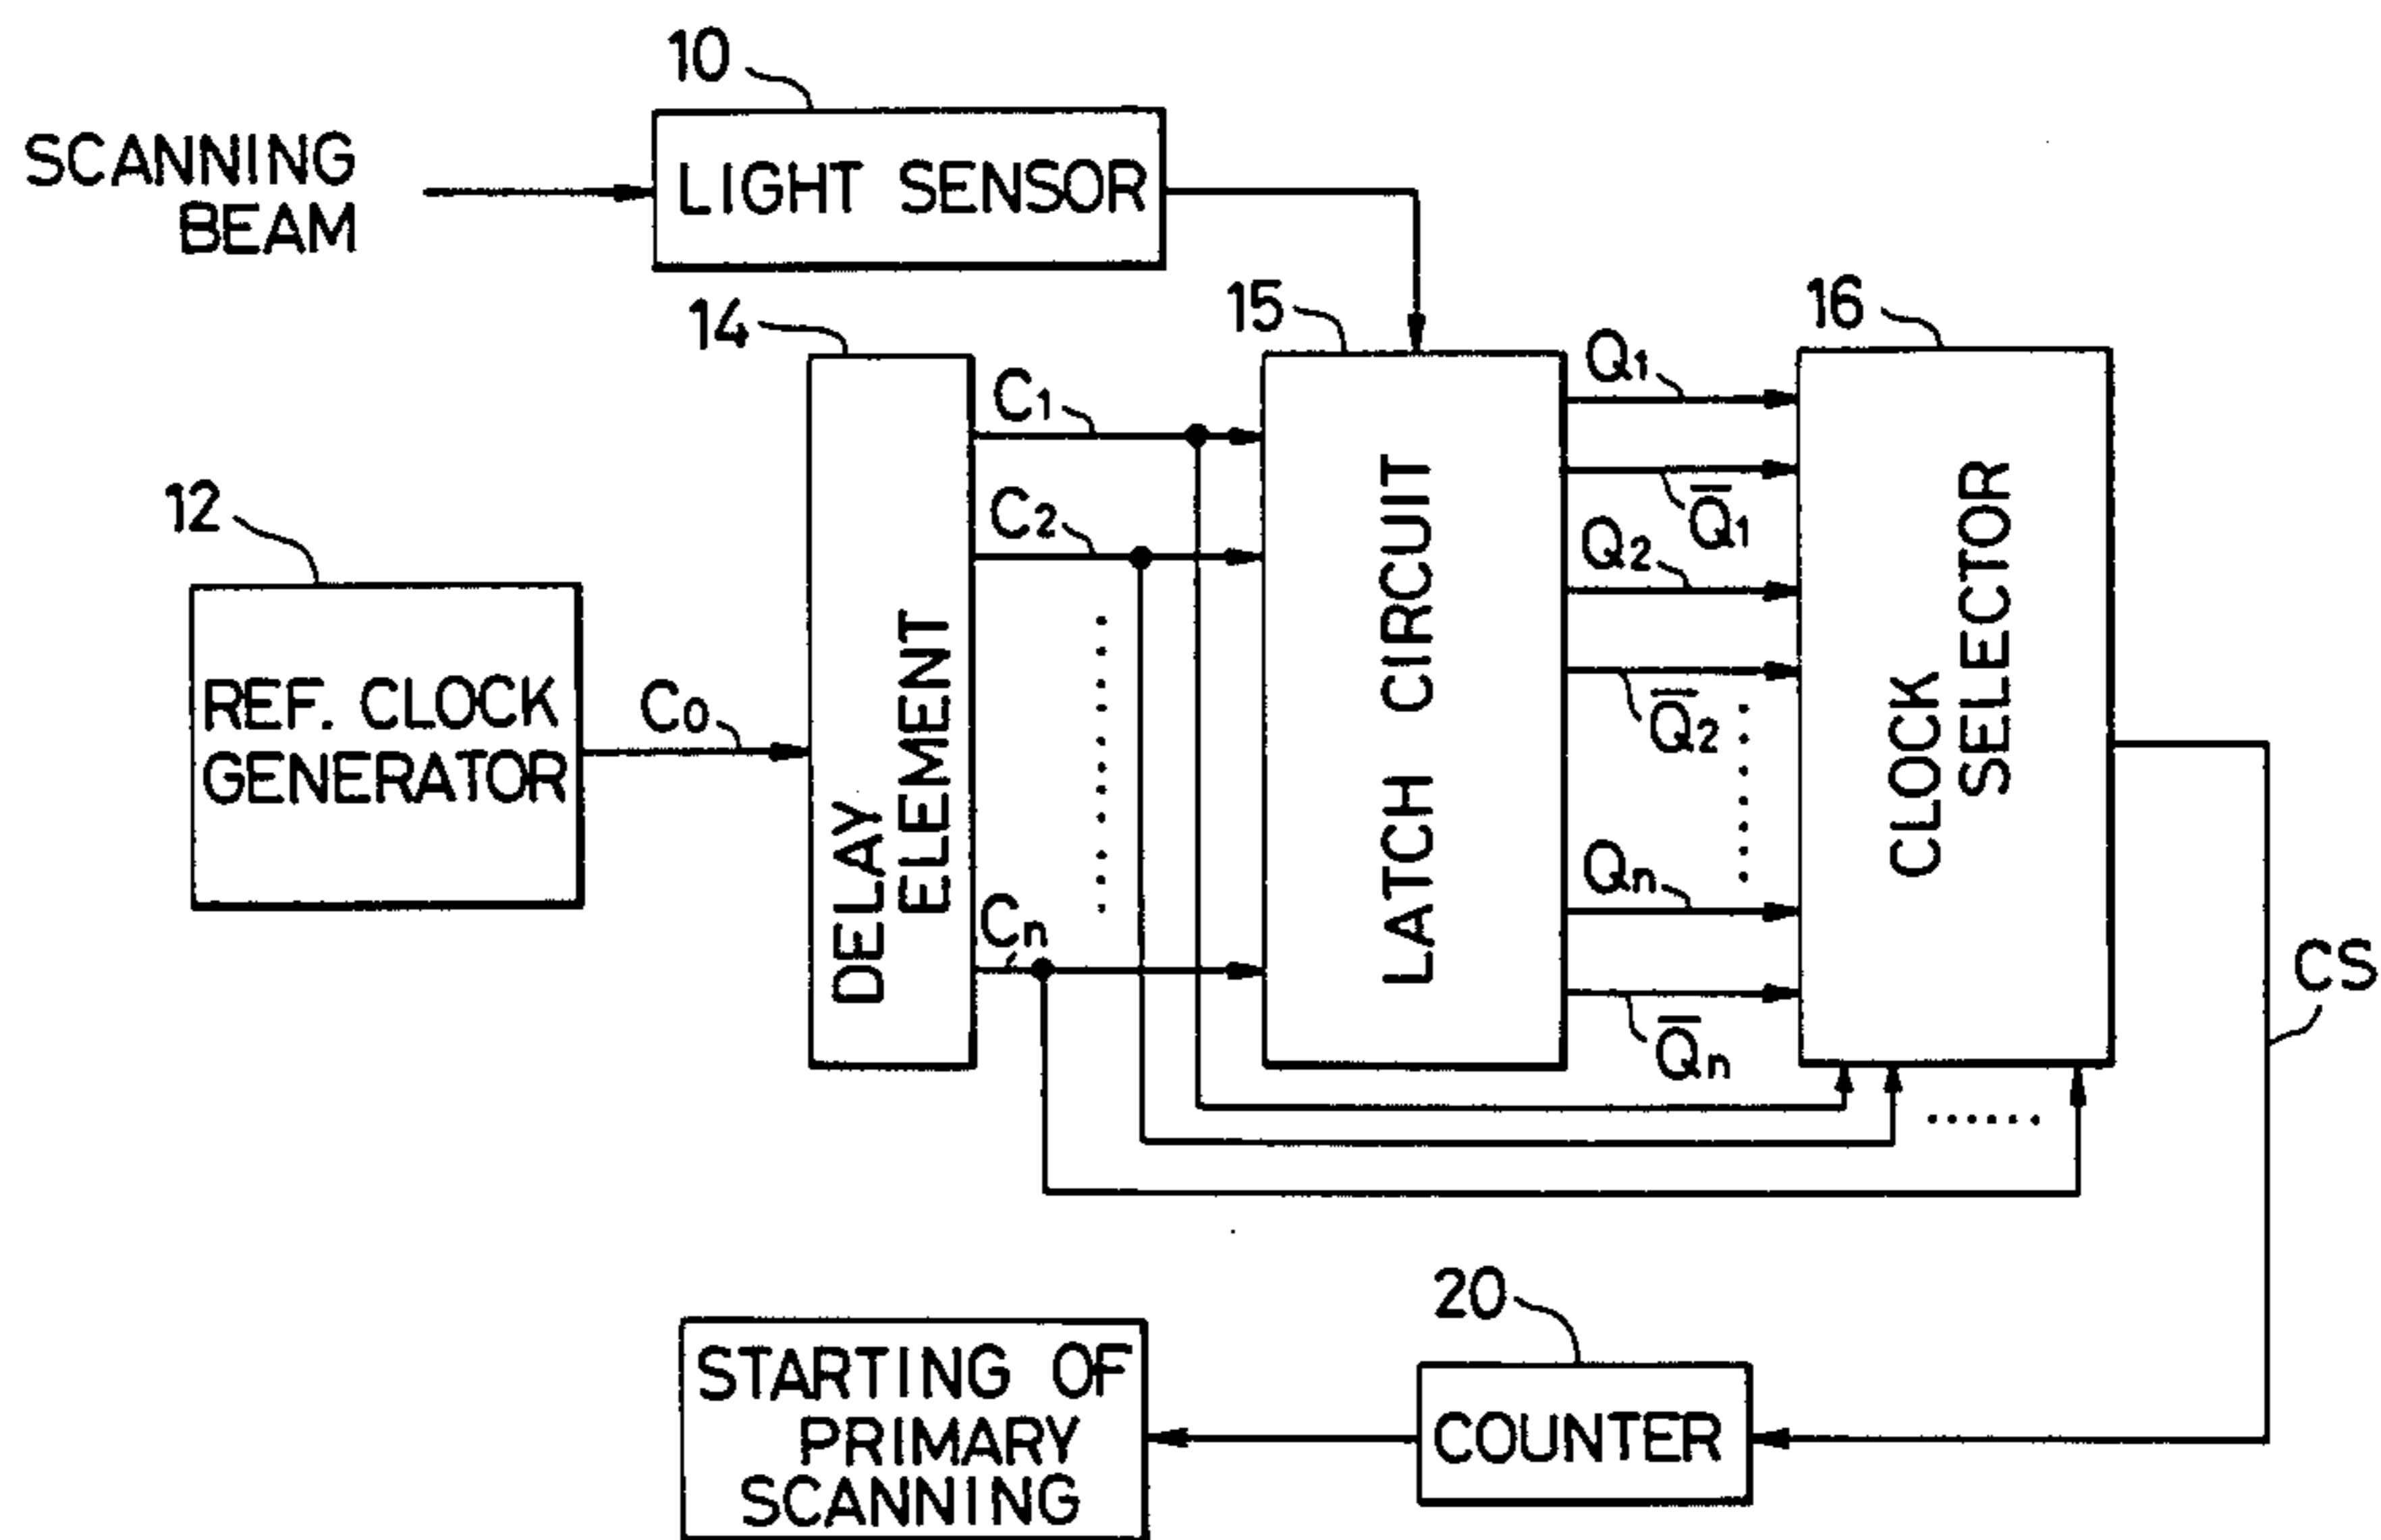 10
SCANNING
BEAM
LIGHT SENSOR
14
15
16
C1
Q1
Q̅1
C2
Q2
12
REF. CLOCK
GENERATOR
C0
DELAY
ELEMENT
LATCH CIRCUIT
Q̅2
CLOCK
SELECTOR
Qn
Cn
CS
Q̅n
20
STARTING OF
PRIMARY
SCANNING
COUNTER